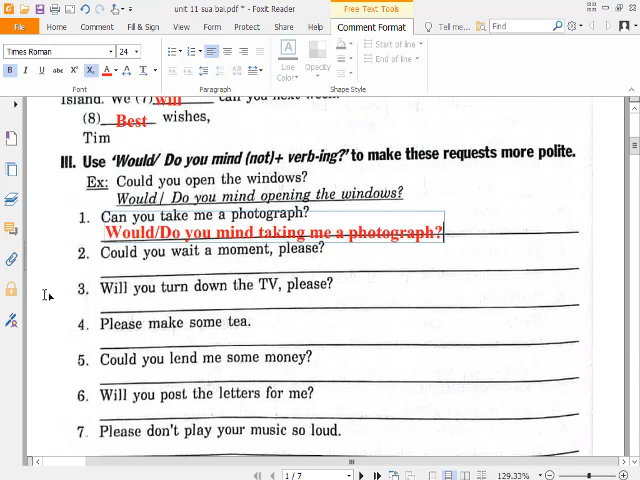 unit 11 sua bai.pdf * - Foxit Reader
Free Text Tools
File Home Comment Fill & Sign View Form Protect Share Help Comment Format Tell me... Find
Times Roman 24
B I U abc X² X₂ A
Line Color Opacity Start of line
End of line
Font Paragraph Shape Style
Island. We (7) will can you next week.
(8) Best wishes,
Tim
III. Use 'Would/ Do you mind (not)+ verb-ing?' to make these requests more polite.
Ex: Could you open the windows?
Would/ Do you mind opening the windows?
1. Can you take me a photograph?
Would/Do you mind taking me a photograph?
2. Could you wait a moment, please?
3. Will you turn down the TV, please?
4. Please make some tea.
5. Could you lend me some money?
6. Will you post the letters for me?
7. Please don't play your music so loud.
1 / 7 129.33%